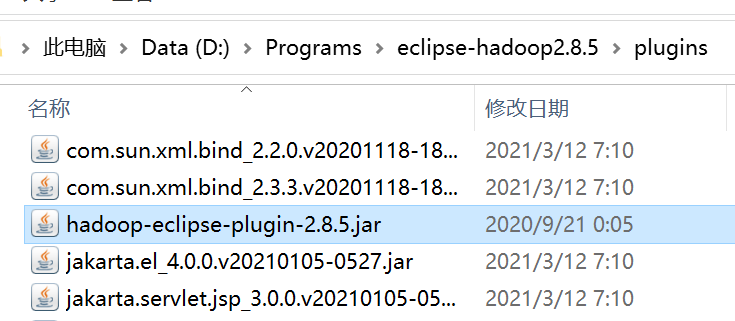 此电脑 Data (D:) Programs eclipse-hadoop2.8.5 plugins
名称 修改日期
com.sun.xml.bind_2.2.0.v20201118-18... 2021/3/12 7:10
com.sun.xml.bind_2.3.3.v20201118-18... 2021/3/12 7:10
hadoop-eclipse-plugin-2.8.5.jar 2020/9/21 0:05
jakarta.el_4.0.0.v20210105-0527.jar 2021/3/12 7:10
jakarta.servlet.jsp_3.0.0.v20210105-05... 2021/3/12 7:10